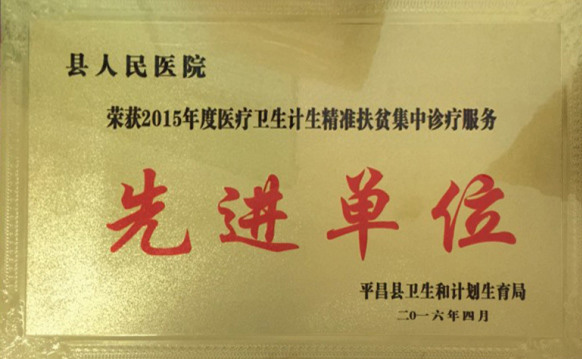 县人民医院
荣获2015年度医疗卫生计生精准扶贫集中诊疗服务
先进单位
平昌县卫生和计划生育局
二0一六年四月